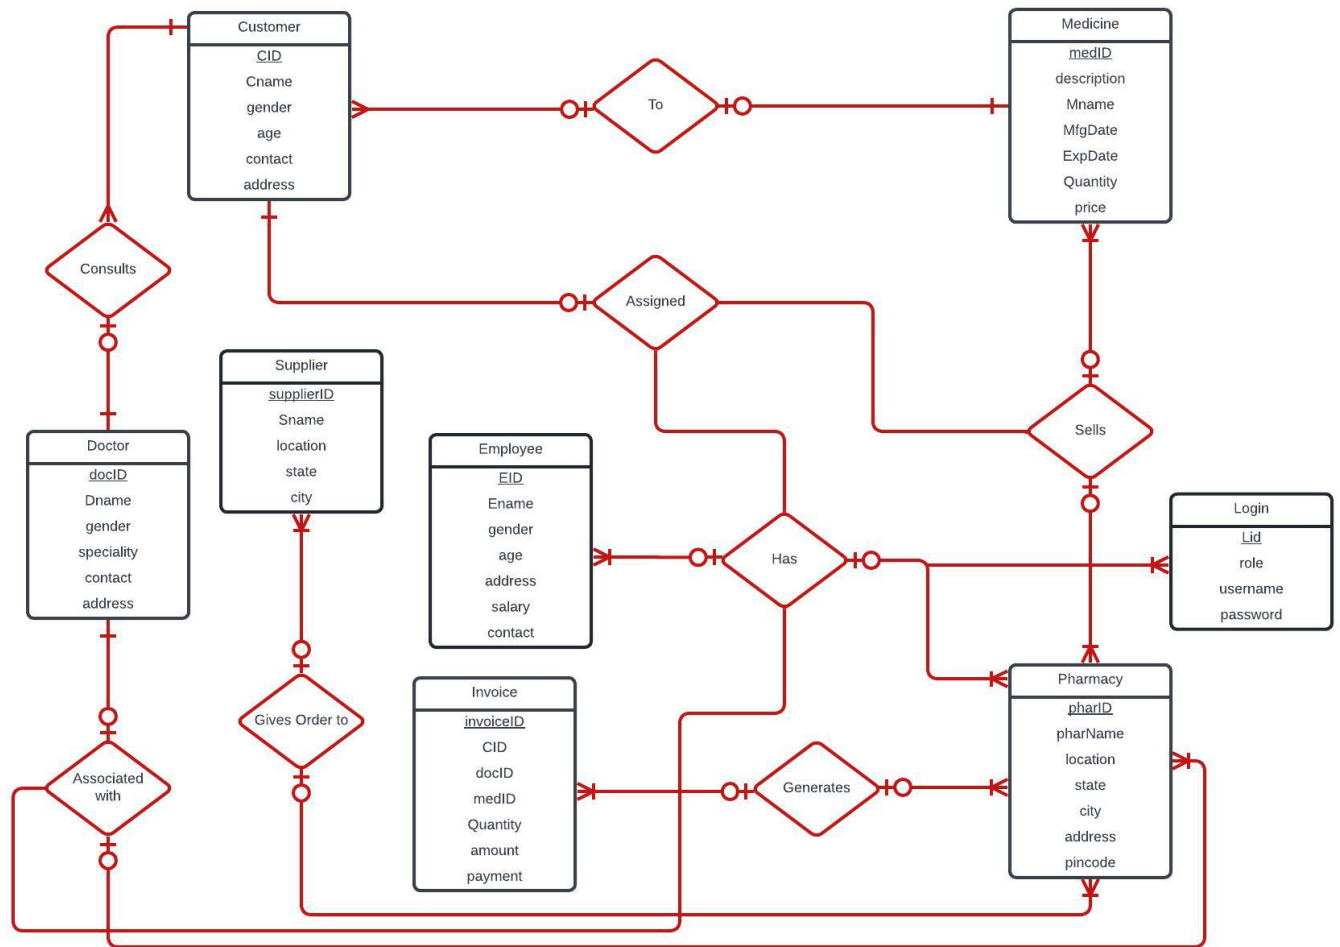 Customer
CID
Cname
gender
age
contact
address
To
Medicine
medID
description
Mname
MfgDate
ExpDate
Quantity
price
Consults
Assigned
Supplier
supplierID
Sname
location
state
city
Doctor
docID
Dname
gender
speciality
contact
address
Employee
EID
Ename
gender
age
address
salary
contact
Sells
Has
Login
Lid
role
username
password
Gives Order to
Invoice
invoiceID
CID
docID
medID
Quantity
amount
payment
Generates
Pharmacy
pharID
pharName
location
state
city
address
pincode
Associated
with